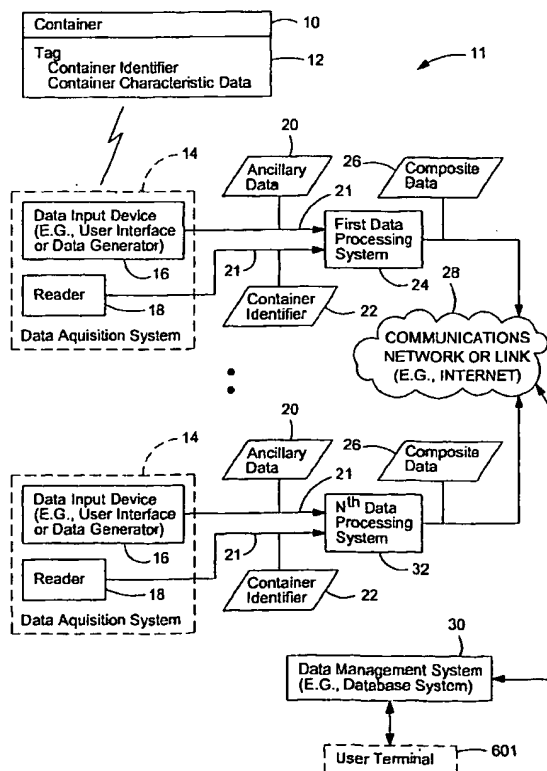 Container
10
Tag
Container Identifier
Container Characteristic Data
12
11
14
20
Ancillary
Data
26
Composite
Data
21
Data Input Device
(E.G., User Interface
or Data Generator)
16
First Data
Processing
System
24
21
Reader
18
Data Aquisition System
Container
Identifier
22
28
COMMUNICATIONS
NETWORK OR LINK
(E.G., INTERNET)
14
20
Ancillary
Data
26
Composite
Data
21
Data Input Device
(E.G., User Interface
or Data Generator)
16
Nth Data
Processing
System
32
21
Reader
18
Data Aquisition System
Container
Identifier
22
30
Data Management System
(E.G., Database System)
User Terminal
601